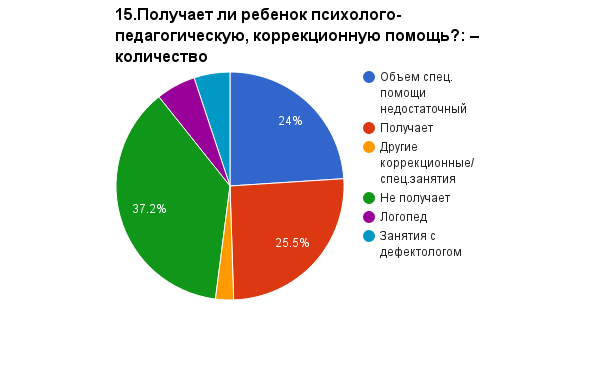 15.Получает ли ребенок психолого-
педагогическую, коррекционную помощь?: –
количество
24%
25.5%
37.2%
Объем спец.
помощи
недостаточный
Получает
Другие
коррекционные/
спец.занятия
Не получает
Логопед
Занятия с
дефектологом